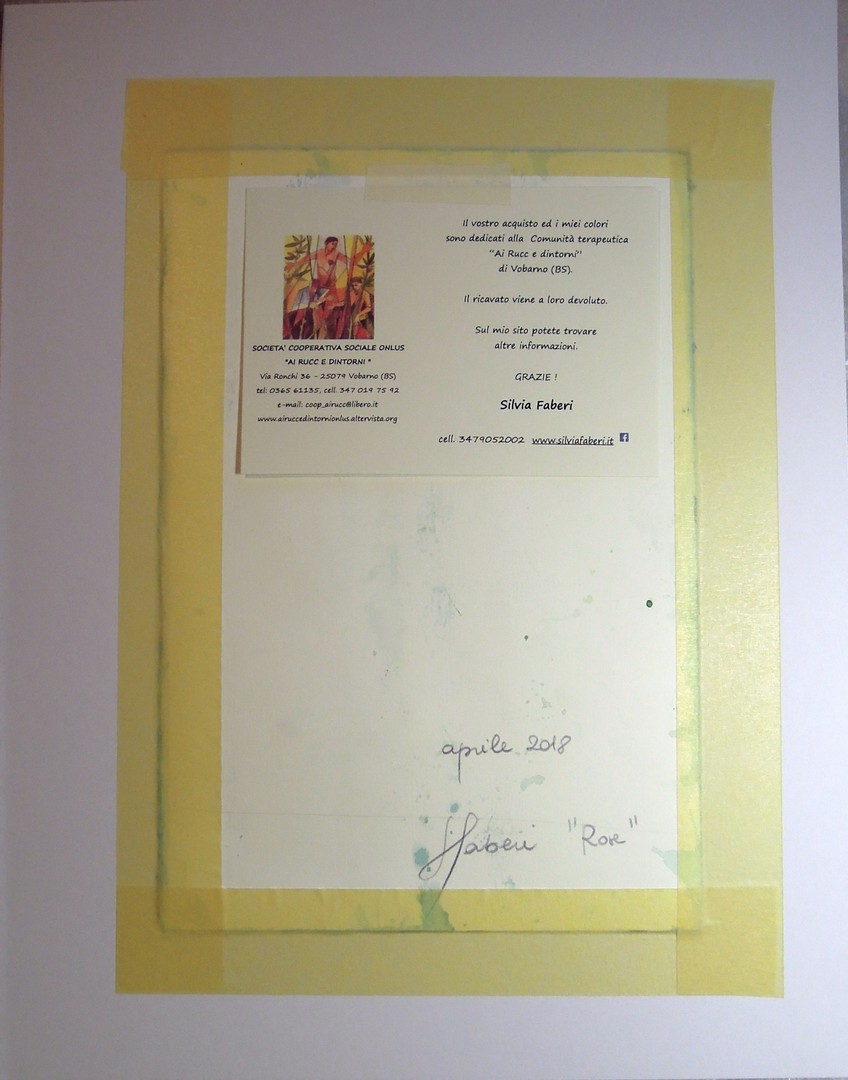 SOCIETA' COOPERATIVA SOCIALE ONLUS
"AI RUCC E DINTORNI "
Via Ronchi 36 - 25079 Vobarno (BS)
tel: 0365 61135, cell. 347 019 75 92
e-mail: coop_airucc@libero.it
www.airuccedintornionlus.altervista.org
Il vostro acquisto ed i miei colori
sono dedicati alla Comunità terapeutica
"Ai Rucc e dintorni"
di Vobarno (BS).
Il ricavato viene a loro devoluto.
Sul mio sito potete trovare
altre informazioni.
GRAZIE !
Silvia Faberi
cell. 3479052002 www.silviafaberi.it f
aprile 2018
SFaberi "Rose"